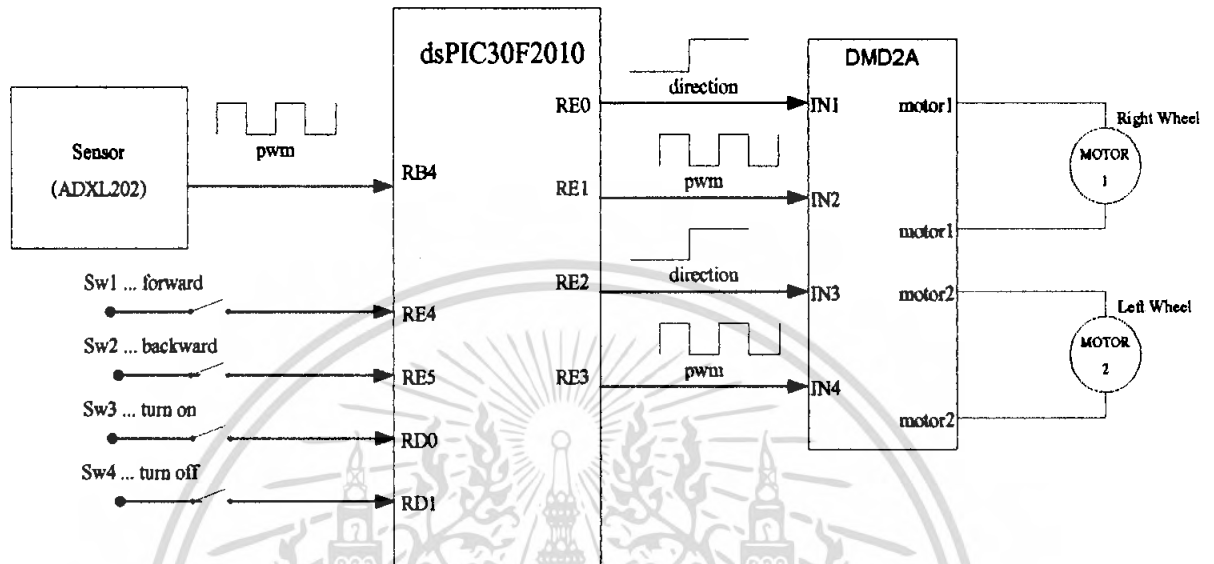 dsPIC30F2010
DMD2A
Sensor
(ADXL202)
pwm
RB4
Sw1 ... forward
RE4
Sw2 ... backward
RE5
Sw3 ... turn on
RD0
Sw4 ... turn off
RD1
RE0
direction
IN1
RE1
pwm
IN2
RE2
direction
IN3
RE3
pwm
IN4
motor1
Right Wheel
MOTOR
1
motor1
motor2
Left Wheel
MOTOR
2
motor2